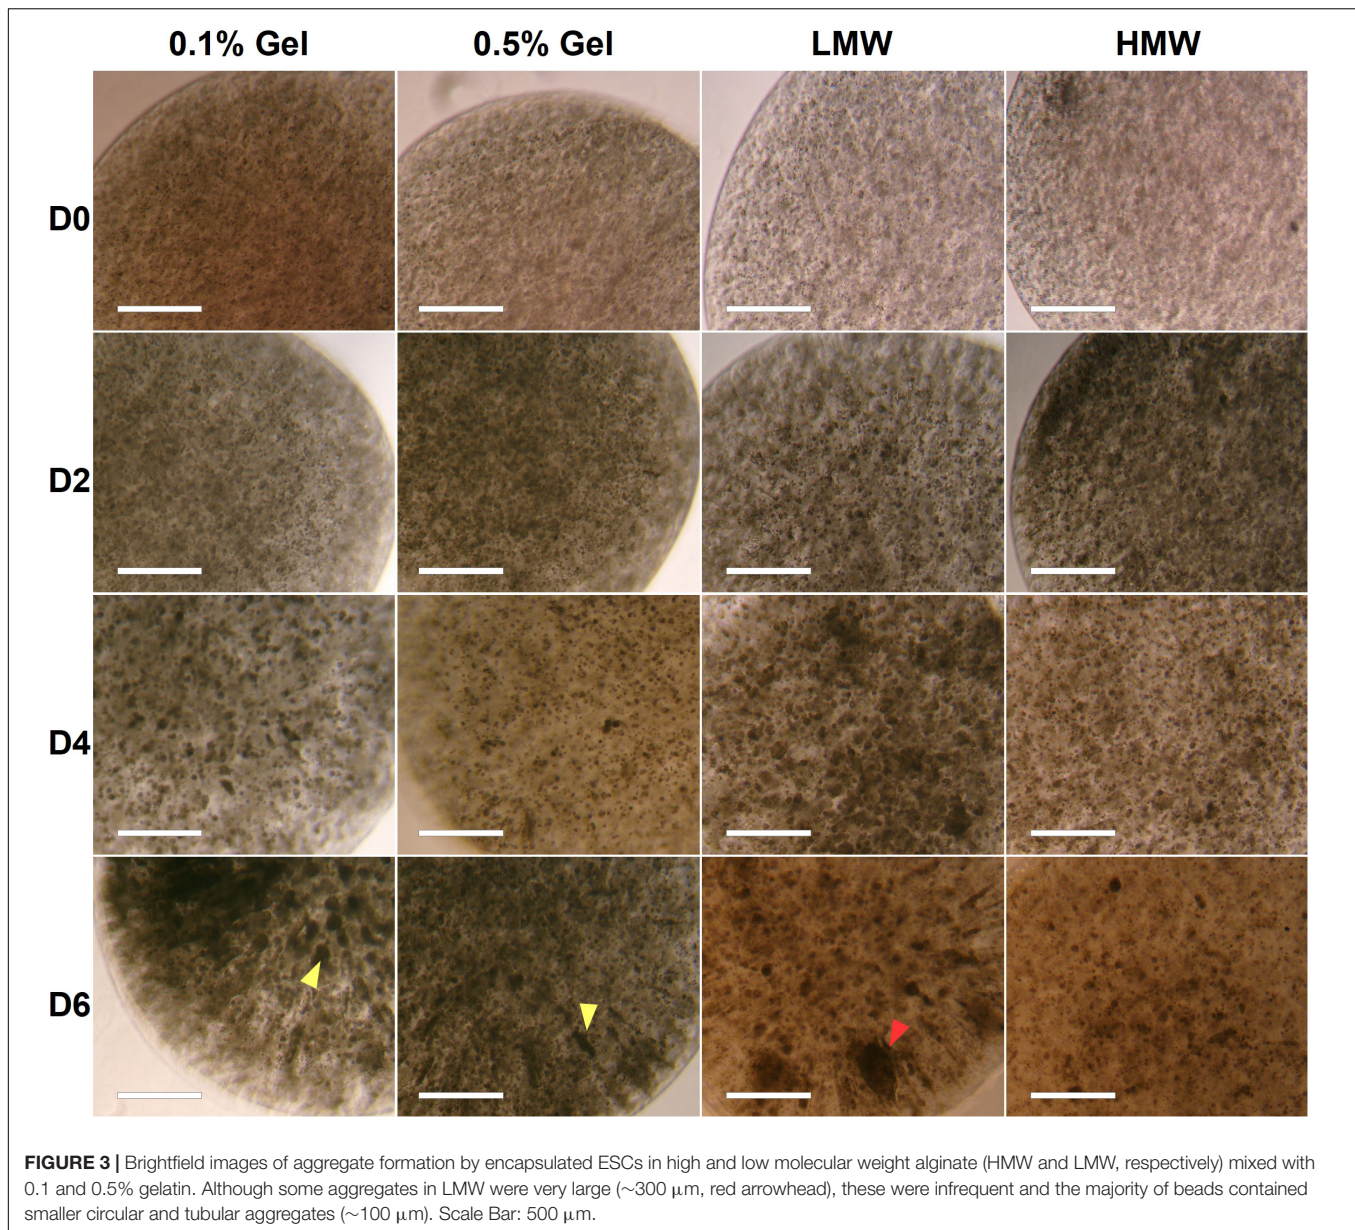 0.1% Gel 0.5% Gel LMW HMW
D0
D2
D4
D6
FIGURE 3 | Brightfield images of aggregate formation by encapsulated ESCs in high and low molecular weight alginate (HMW and LMW, respectively) mixed with
0.1 and 0.5% gelatin. Although some aggregates in LMW were very large (~300 μm, red arrowhead), these were infrequent and the majority of beads contained
smaller circular and tubular aggregates (~100 μm). Scale Bar: 500 μm.